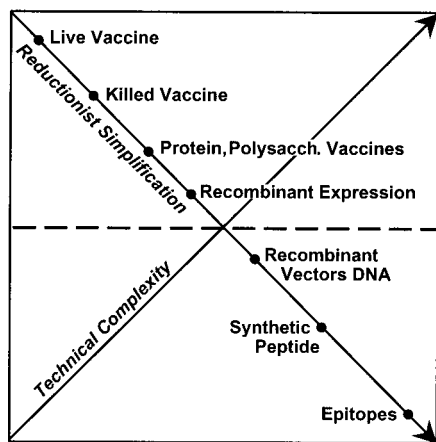 Live Vaccine
Killed Vaccine
Reductionist Simplification
Protein, Polysacch. Vaccines
Recombinant Expression
Recombinant
Vectors DNA
Technical Complexity
Synthetic
Peptide
Epitopes